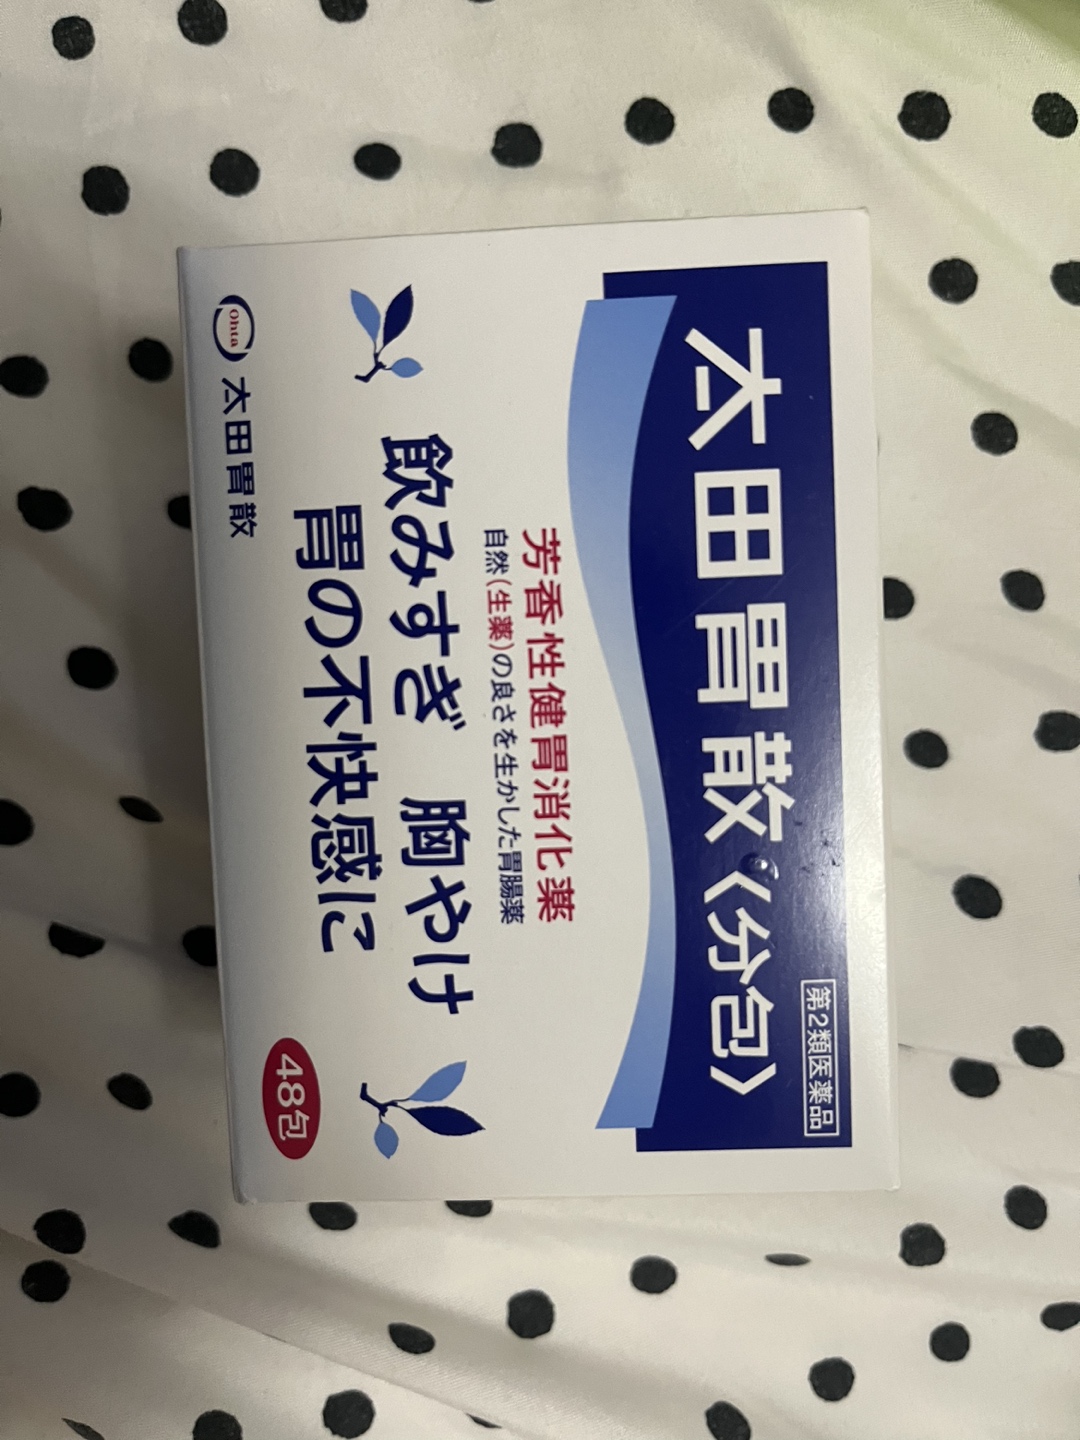 第2類医薬品
太田胃散〈分包〉
芳香性健胃消化薬
自然(生薬)の良さを生かした胃腸薬
飲みすぎ 胸やけ
胃の不快感に
Ohta 太田胃散
48包